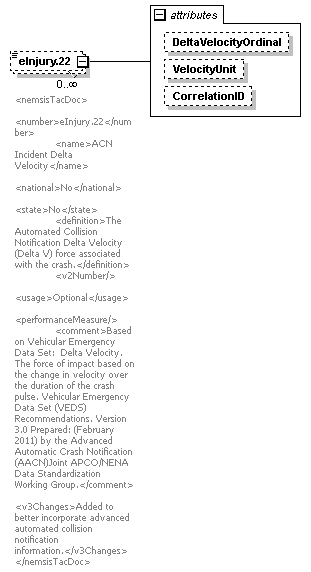 attributes
DeltaVelocityOrdinal
eInjury.22
VelocityUnit
0..∞
CorrelationID
<nemsisTacDoc>
<number>eInjury.22</num
ber>
<name>ACN
Incident Delta
Velocity</name>
<national>No</national>
<state>No</state>
<definition>The
Automated Collision
Notification Delta Velocity
(Delta V) force associated
with the crash.</definition>
<v2Number/>
<usage>Optional</usage>
<performanceMeasure/>
<comment>Based
on Vehicular Emergency
Data Set:  Delta Velocity.
The force of impact based on
the change in velocity over
the duration of the crash
pulse. Vehicular Emergency
Data Set (VEDS)
Recommendations. Version
3.0 Prepared: (February
2011) by the Advanced
Automatic Crash Notification
(AACN)Joint APCO/NENA
Data Standardization
Working Group.</comment>
<v3Changes>Added to
better incorporate advanced
automated collision
notification
information.</v3Changes>
</nemsisTacDoc>